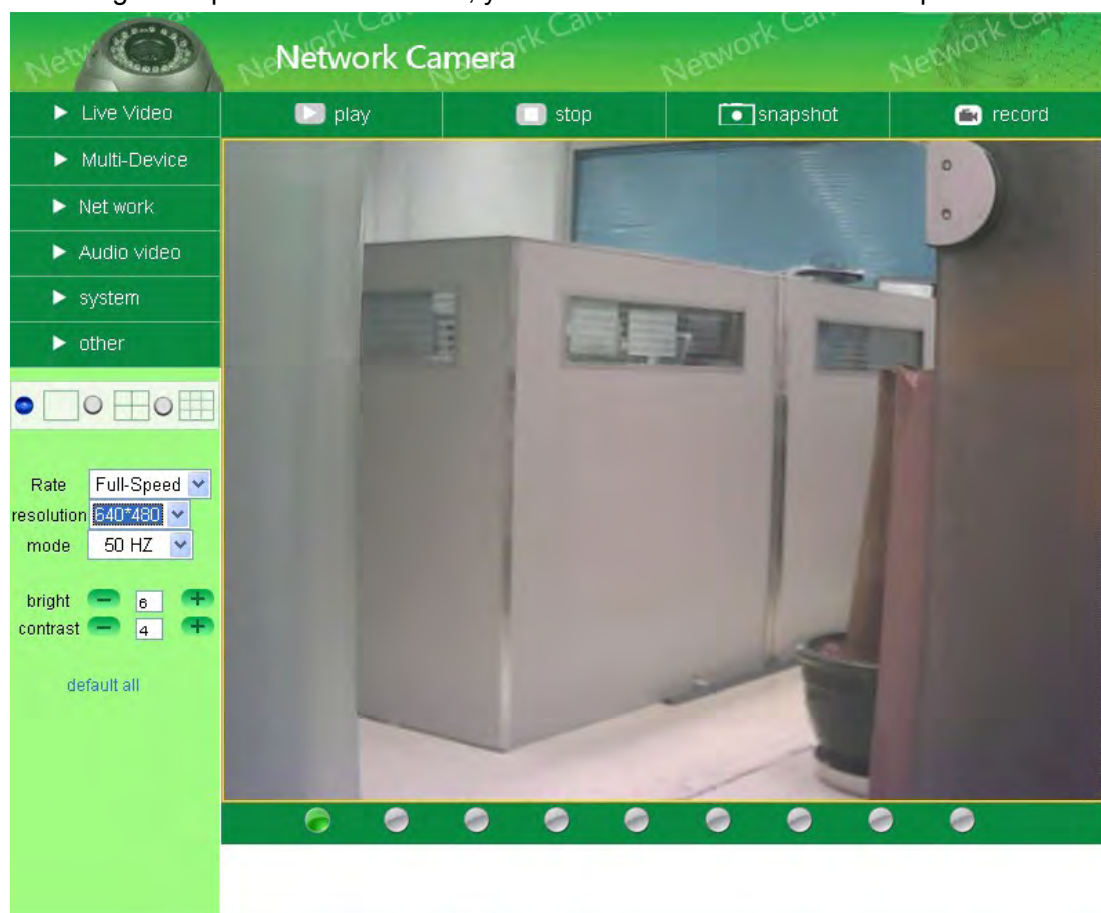 Network Camera
Live Video
play
stop
snapshot
record
Multi-Device
Net work
Audio video
system
other
Rate Full-Speed
resolution 640*480
mode 50 HZ
bright 6
contrast 4
default all